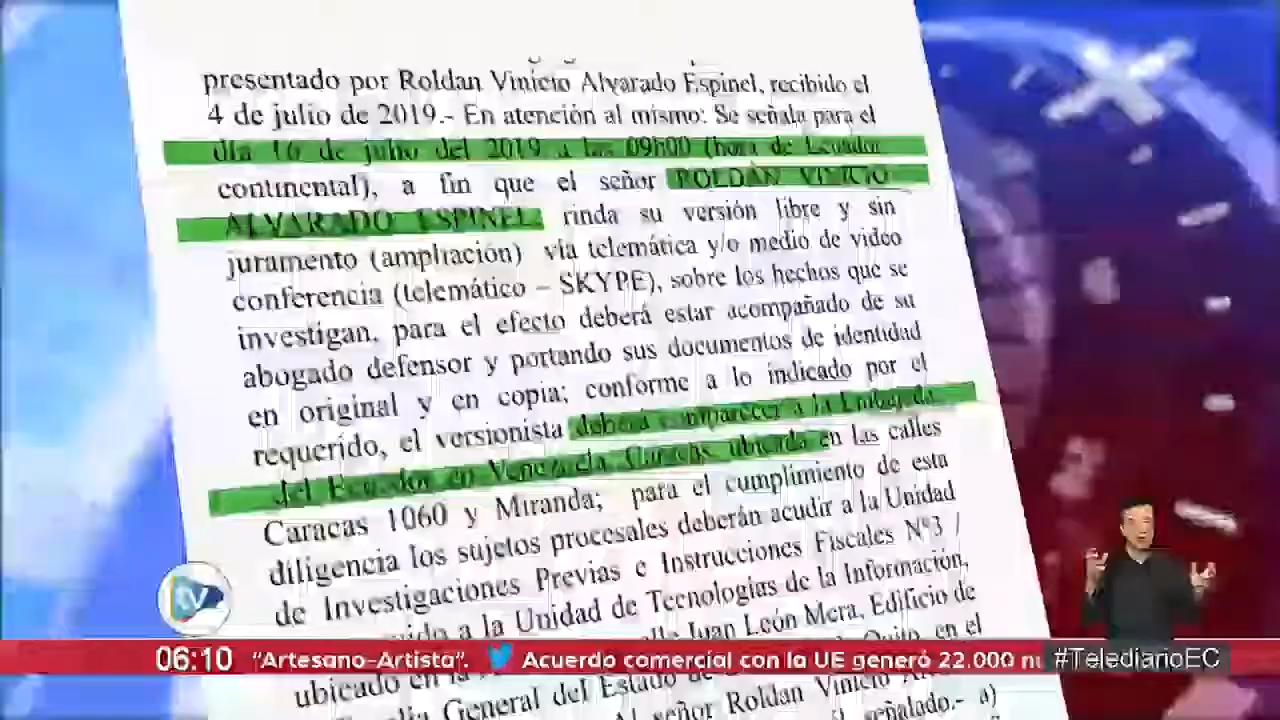 presentado por Roldan Vinicio Alvarado Espinel, recibido el
4 de julio de 2019.- En atención al mismo: Se señala para el
día 16 de julio del 2019 a las 09h00 (hora de Ecuador
continental), a fin que el señor ROLDÁN VINICIO
ALVARADO ESPINEL rinda su versión libre y sin
juramento (ampliación) vía telemática y/o medio de video
conferencia (telemático – SKYPE), sobre los hechos que se
investigan, para el efecto deberá estar acompañado de su
abogado defensor y portando sus documentos de identidad
en original y en copia; conforme a lo indicado por el
requerido, el versionista deberá comparecer a la Embajada
del Ecuador en Venezuela, Caracas, ubicada en las calles
Caracas 1060 y Miranda; para el cumplimiento de esta
diligencia los sujetos procesales deberán acudir a la Unidad
de Investigaciones Previas e Instrucciones Fiscales N°3 /
a la Unidad de Tecnologías de la Información,
ubicado en la Juan León Mera, Edificio de
General del Estado de Quito, en el
Al señor Roldan Vinicio
señalado.- a)
tv
06:10 "Artesano-Artista". Acuerdo comercial con la UE generó 22.000 #TelediarioEC